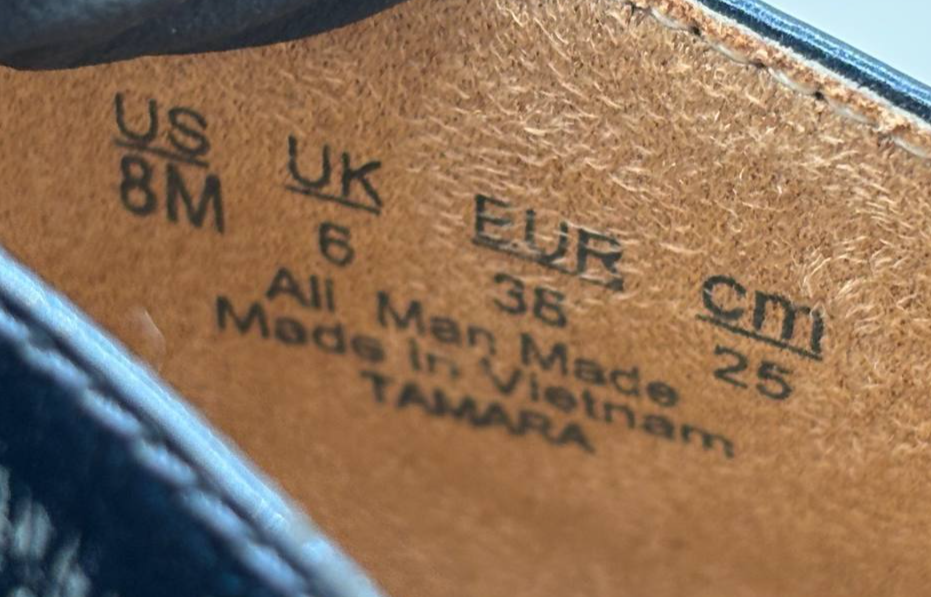 US UK EUR cm
8M 6 38 25
All Man Made
Made In Vietnam
TAMARA